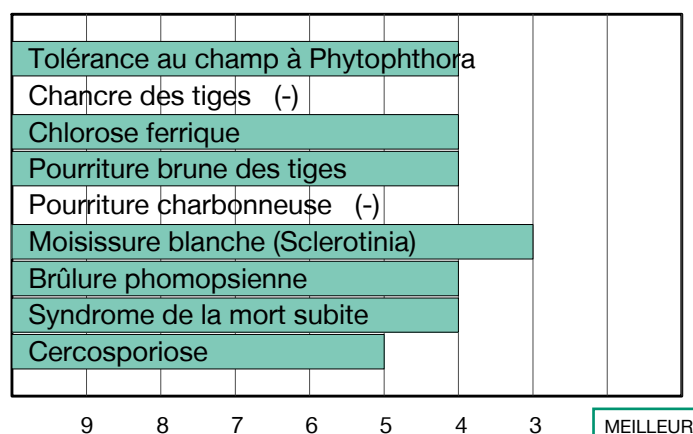 Tolérance au champ à Phytophthora
Chancre des tiges (-)
Chlorose ferrique
Pourriture brune des tiges
Pourriture charbonneuse (-)
Moisissure blanche (Sclerotinia)
Brûlure phomopsienne
Syndrome de la mort subite
Cercosporiose
9 8 7 6 5 4 3 MEILLEUR